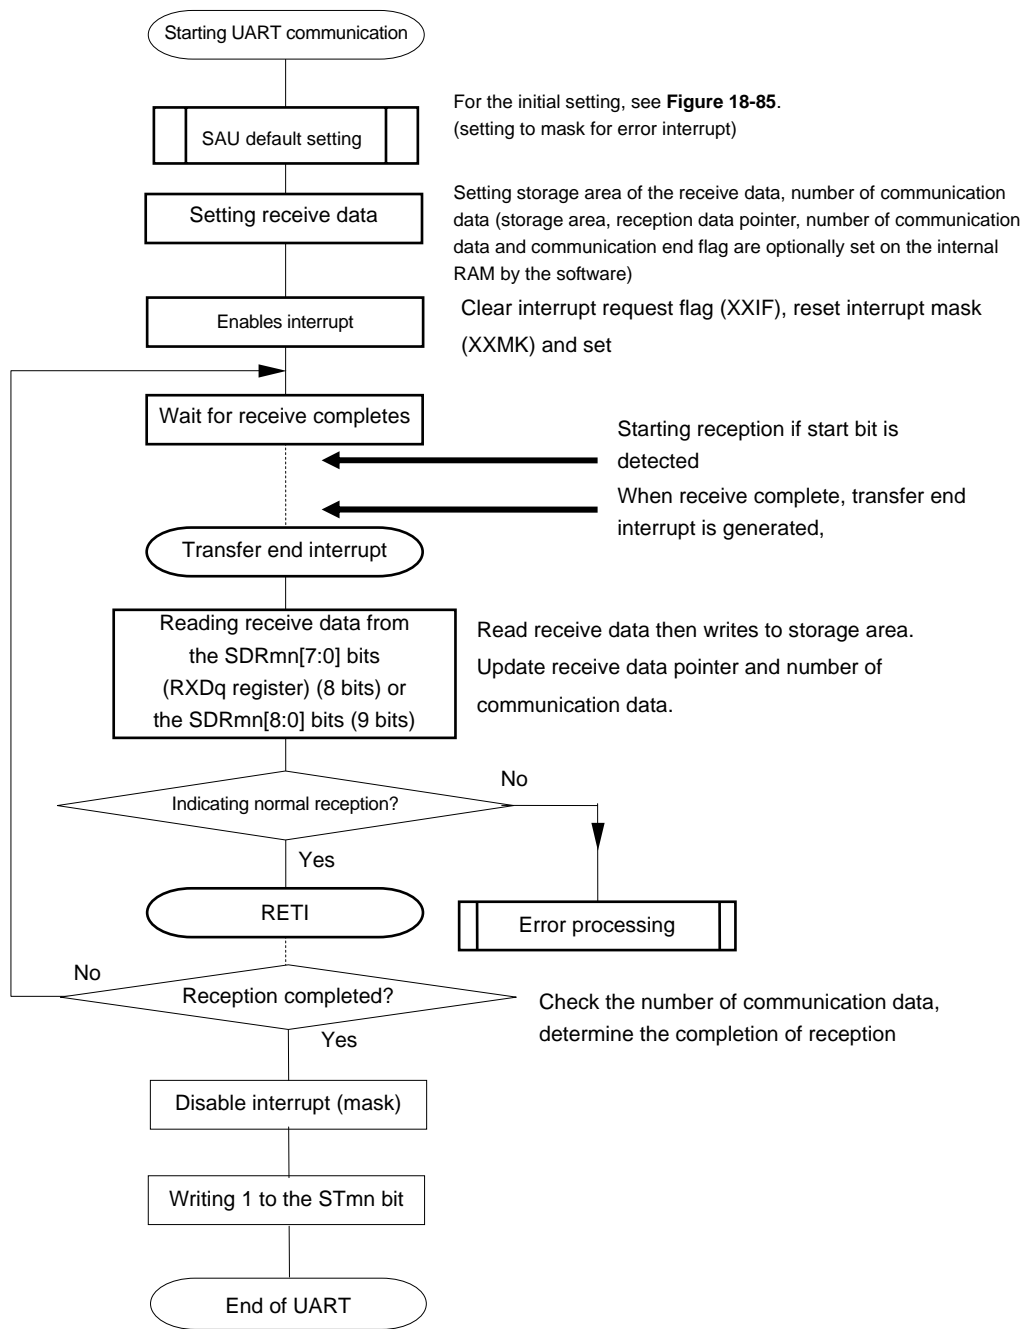 Starting UART communication
For the initial setting, see Figure 18-85.
(setting to mask for error interrupt)
SAU default setting
Setting storage area of the receive data, number of communication
data (storage area, reception data pointer, number of communication
data and communication end flag are optionally set on the internal
RAM by the software)
Setting receive data
Enables interrupt
Clear interrupt request flag (XXIF), reset interrupt mask
(XXMK) and set
Wait for receive completes
Starting reception if start bit is
detected
When receive complete, transfer end
interrupt is generated,
Transfer end interrupt
Reading receive data from
the SDRmn[7:0] bits
(RXDq register) (8 bits) or
the SDRmn[8:0] bits (9 bits)
Read receive data then writes to storage area.
Update receive data pointer and number of
communication data.
Indicating normal reception?
No
Yes
RETI
Error processing
No
Reception completed?
Check the number of communication data,
determine the completion of reception
Yes
Disable interrupt (mask)
Writing 1 to the STmn bit
End of UART